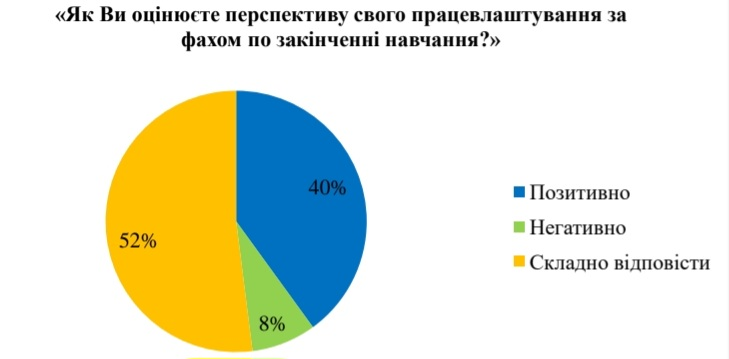 «Як Ви оцінюєте перспективу свого працевлаштування за
фахом по закінченні навчання?»
40%
52%
8%
Позитивно
Негативно
Складно відповісти